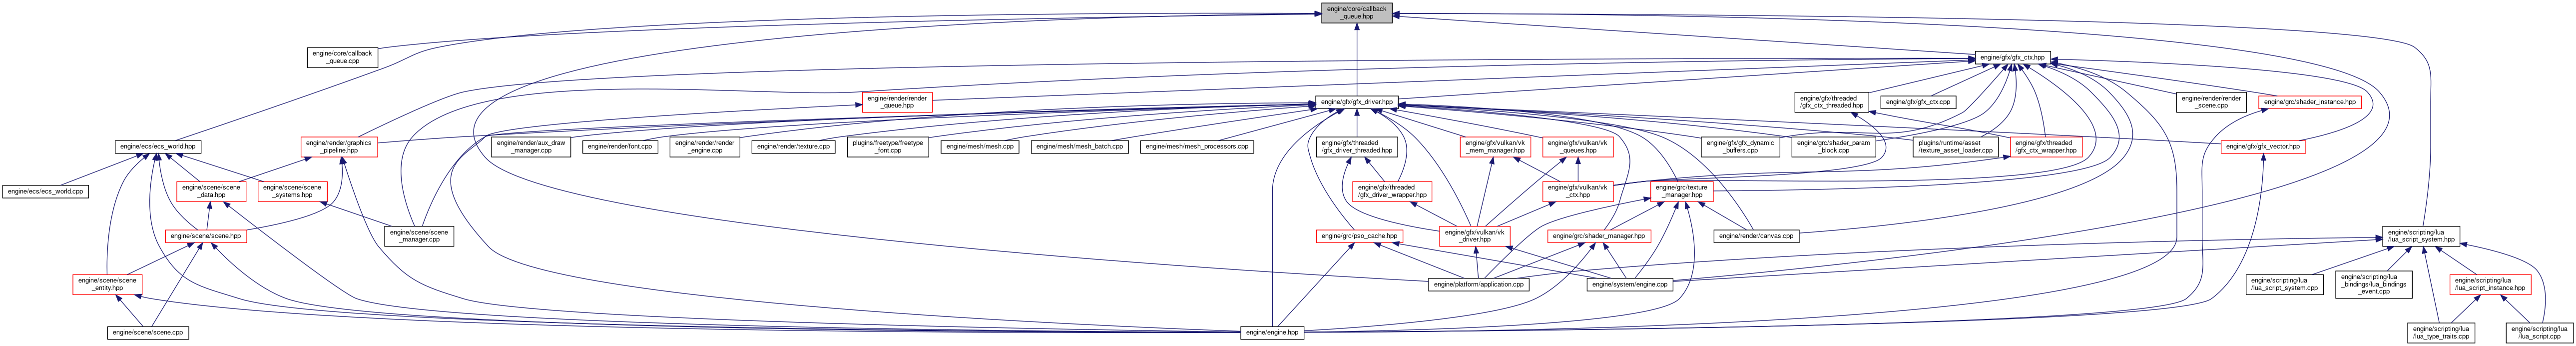 engine/core/callback
_queue.hpp
engine/core/callback
_queue.cpp
engine/gfx/gfx_ctx.hpp
engine/render/render
_queue.hpp
engine/gfx/gfx_driver.hpp
engine/gfx/threaded
/gfx_ctx_threaded.hpp
engine/gfx/gfx_ctx.cpp
engine/render/render
_scene.cpp
engine/grc/shader_instance.hpp
engine/ecs/ecs_world.hpp
engine/render/graphics
_pipeline.hpp
engine/render/aux_draw
_manager.cpp
engine/render/font.cpp
engine/render/render
_engine.cpp
engine/render/texture.cpp
plugins/freetype/freetype
_font.cpp
engine/mesh/mesh.cpp
engine/mesh/mesh_batch.cpp
engine/mesh/mesh_processors.cpp
engine/gfx/threaded
/gfx_driver_threaded.hpp
engine/gfx/vulkan/vk
_mem_manager.hpp
engine/gfx/vulkan/vk
_queues.hpp
engine/gfx/gfx_dynamic
_buffers.cpp
engine/grc/shader_param
_block.cpp
plugins/runtime/asset
/texture_asset_loader.cpp
engine/gfx/threaded
/gfx_ctx_wrapper.hpp
engine/gfx/gfx_vector.hpp
engine/ecs/ecs_world.cpp
engine/scene/scene
_data.hpp
engine/scene/scene
_systems.hpp
engine/gfx/threaded
/gfx_driver_wrapper.hpp
engine/gfx/vulkan/vk
_ctx.hpp
engine/grc/texture
_manager.hpp
engine/scene/scene.hpp
engine/scene/scene
_manager.cpp
engine/grc/pso_cache.hpp
engine/gfx/vulkan/vk
_driver.hpp
engine/grc/shader_manager.hpp
engine/render/canvas.cpp
engine/scripting/lua
/lua_script_system.hpp
engine/scene/scene
_entity.hpp
engine/platform/application.cpp
engine/system/engine.cpp
engine/scripting/lua
/lua_script_system.cpp
engine/scripting/lua
_bindings/lua_bindings
_event.cpp
engine/scripting/lua
/lua_script_instance.hpp
engine/scene/scene.cpp
engine/engine.hpp
engine/scripting/lua
/lua_type_traits.cpp
engine/scripting/lua
/lua_script.cpp